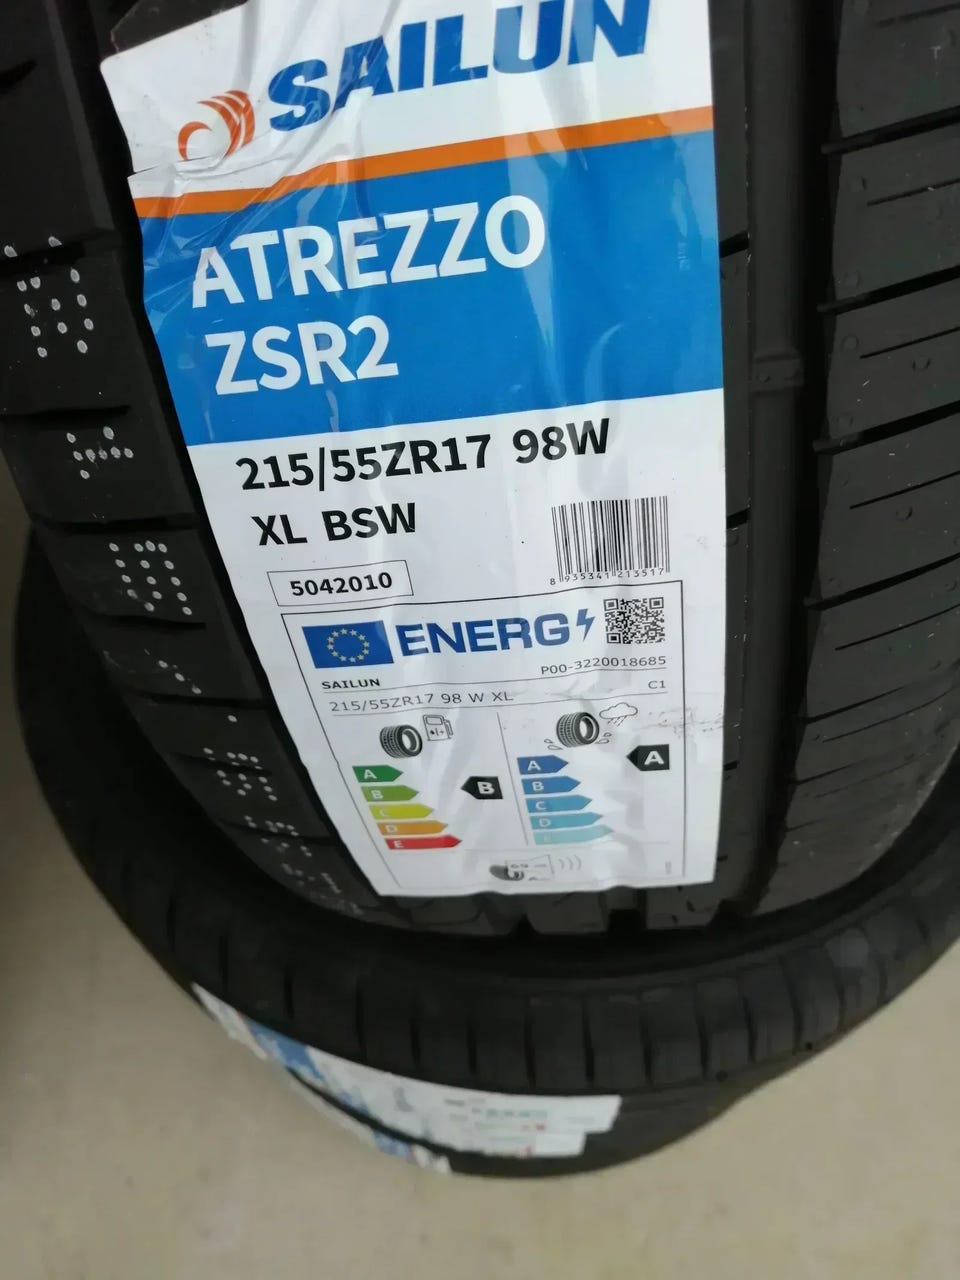 SAILUN
ATREZZO
ZSR2
215/55ZR17 98W
XL BSW
5042010
8 935341 213517
ENERG
SAILUN
P00-3220018685
215/55ZR17 98 W XL
C1
A
B
C
D
E
B
A
B
C
D
E
A